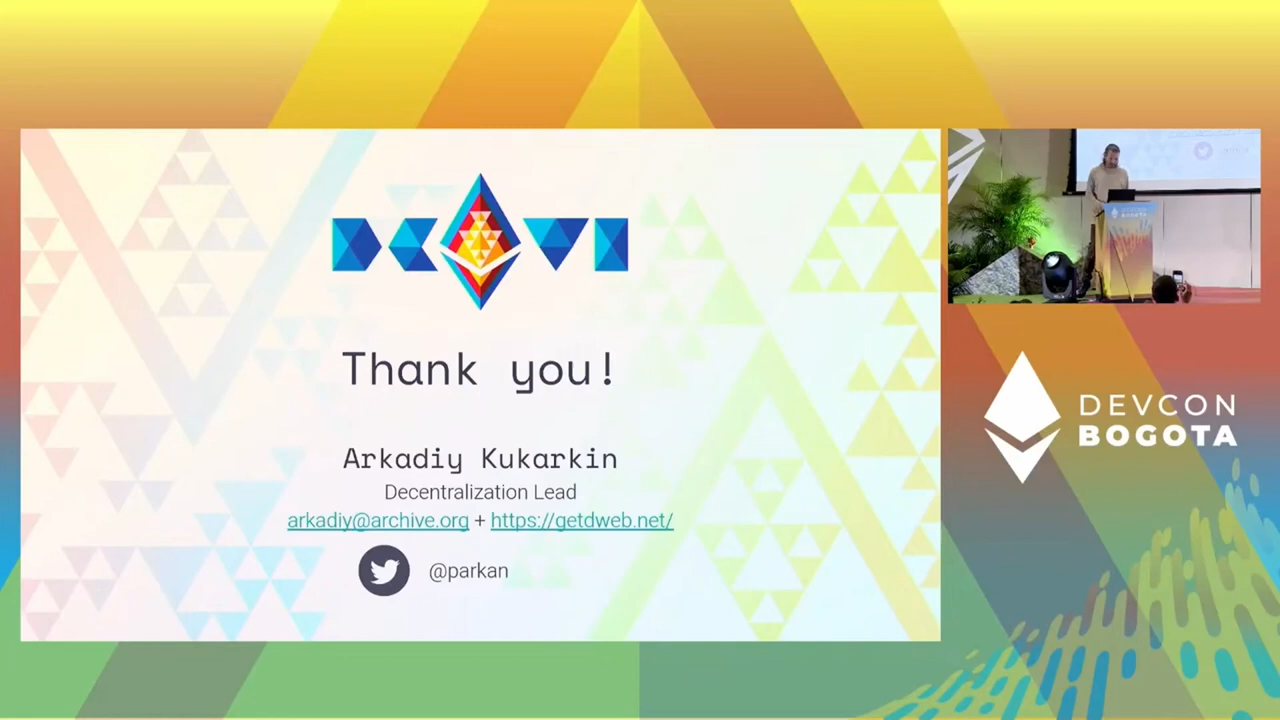 Thank you!
Arkadiy Kukarkin
Decentralization Lead
arkadiy@archive.org + https://getdweb.net/
@parkan
DEVCON
BOGOTA